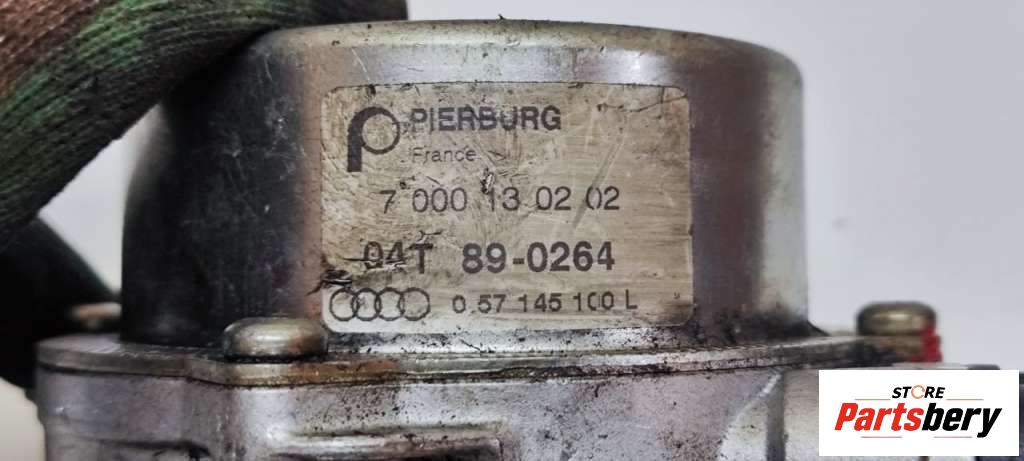 PIERBURG
France
7 000 13 02 02
04T 89-0264
0 57 145 100 L
STORE
Partsbery